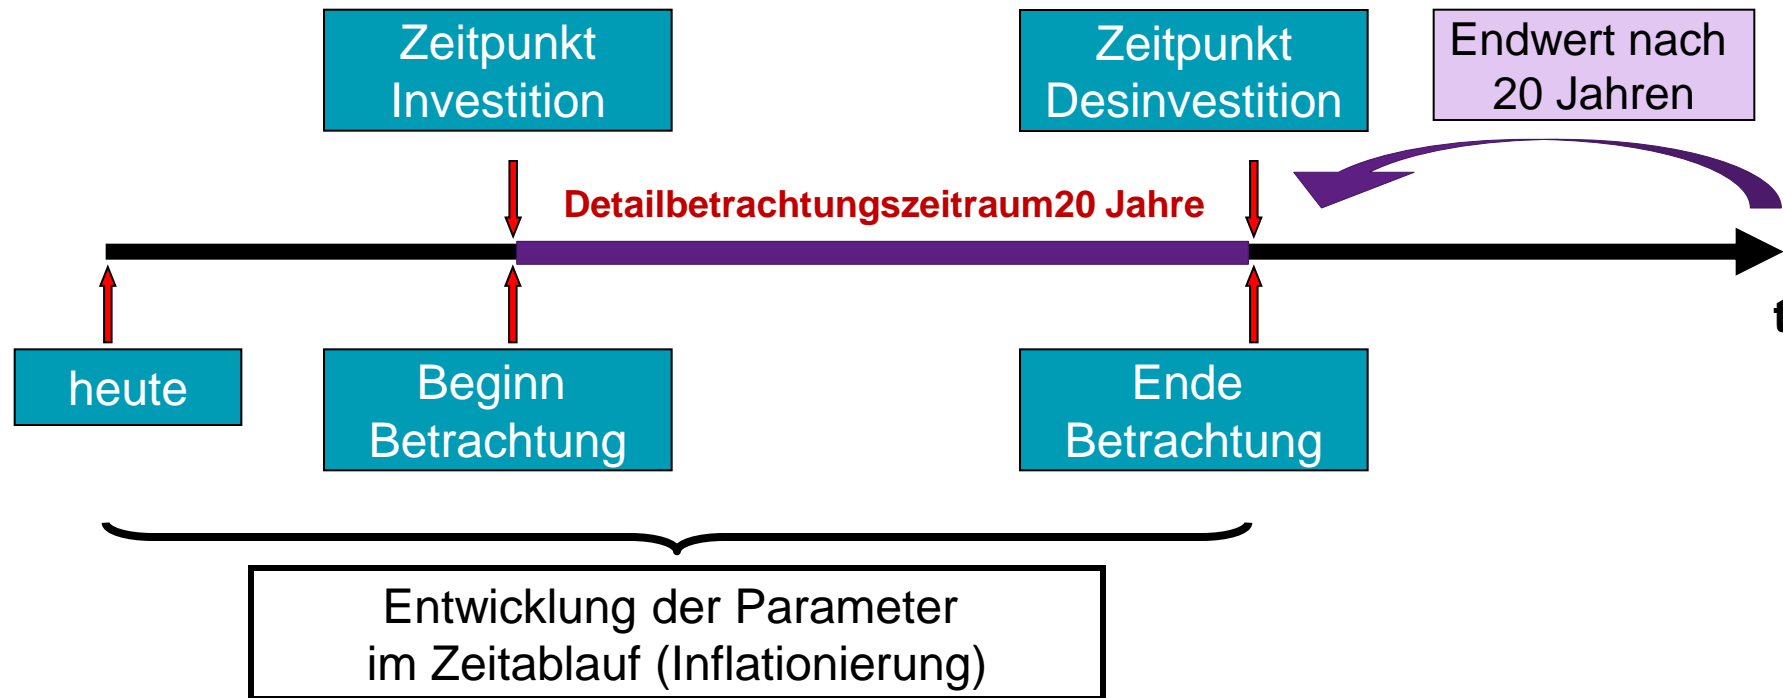 Zeitpunkt
Investition
Zeitpunkt
Desinvestition
Endwert nach
20 Jahren
Detailbetrachtungszeitraum20 Jahre
t
heute
Beginn
Betrachtung
Ende
Betrachtung
Entwicklung der Parameter
im Zeitablauf (Inflationierung)